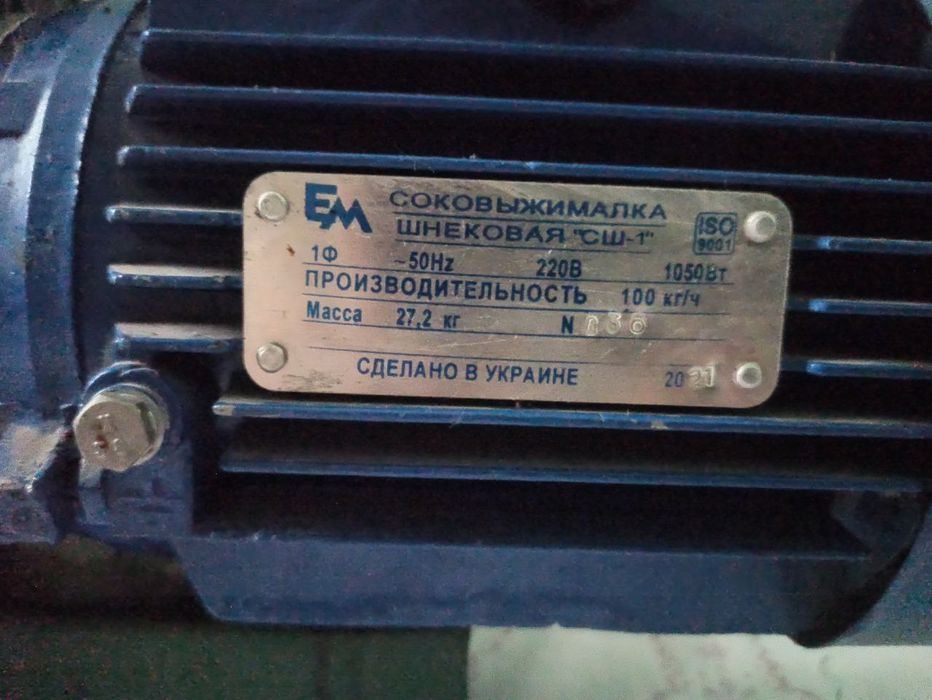 ЕМ СОКОВЫЖИМАЛКА
ШНЕКОВАЯ "СШ-1"
ISO
9001
1Ф ~50Hz 220В 1050Вт
ПРОИЗВОДИТЕЛЬНОСТЬ 100 кг/ч
Масса 27,2 кг N
СДЕЛАНО В УКРАИНЕ 2021